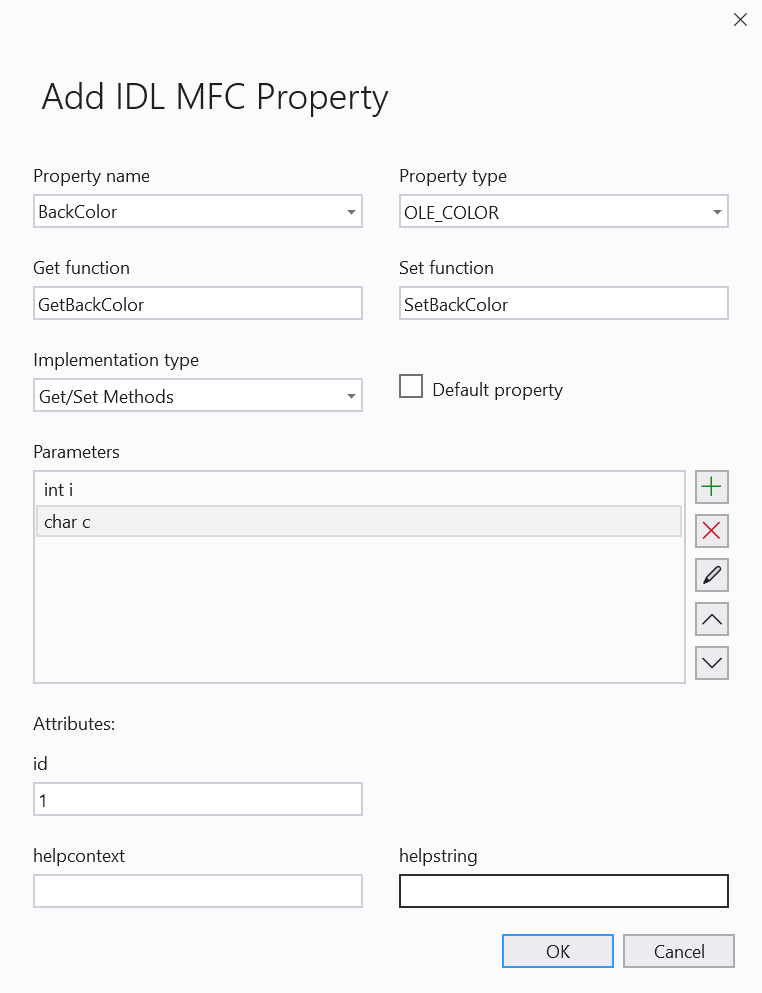 Add IDL MFC Property
Property name
Property type
BackColor
OLE_COLOR
Get function
Set function
GetBackColor
SetBackColor
Implementation type
Get/Set Methods
Default property
Parameters
int i
char c
Attributes:
id
1
helpcontext
helpstring
OK
Cancel